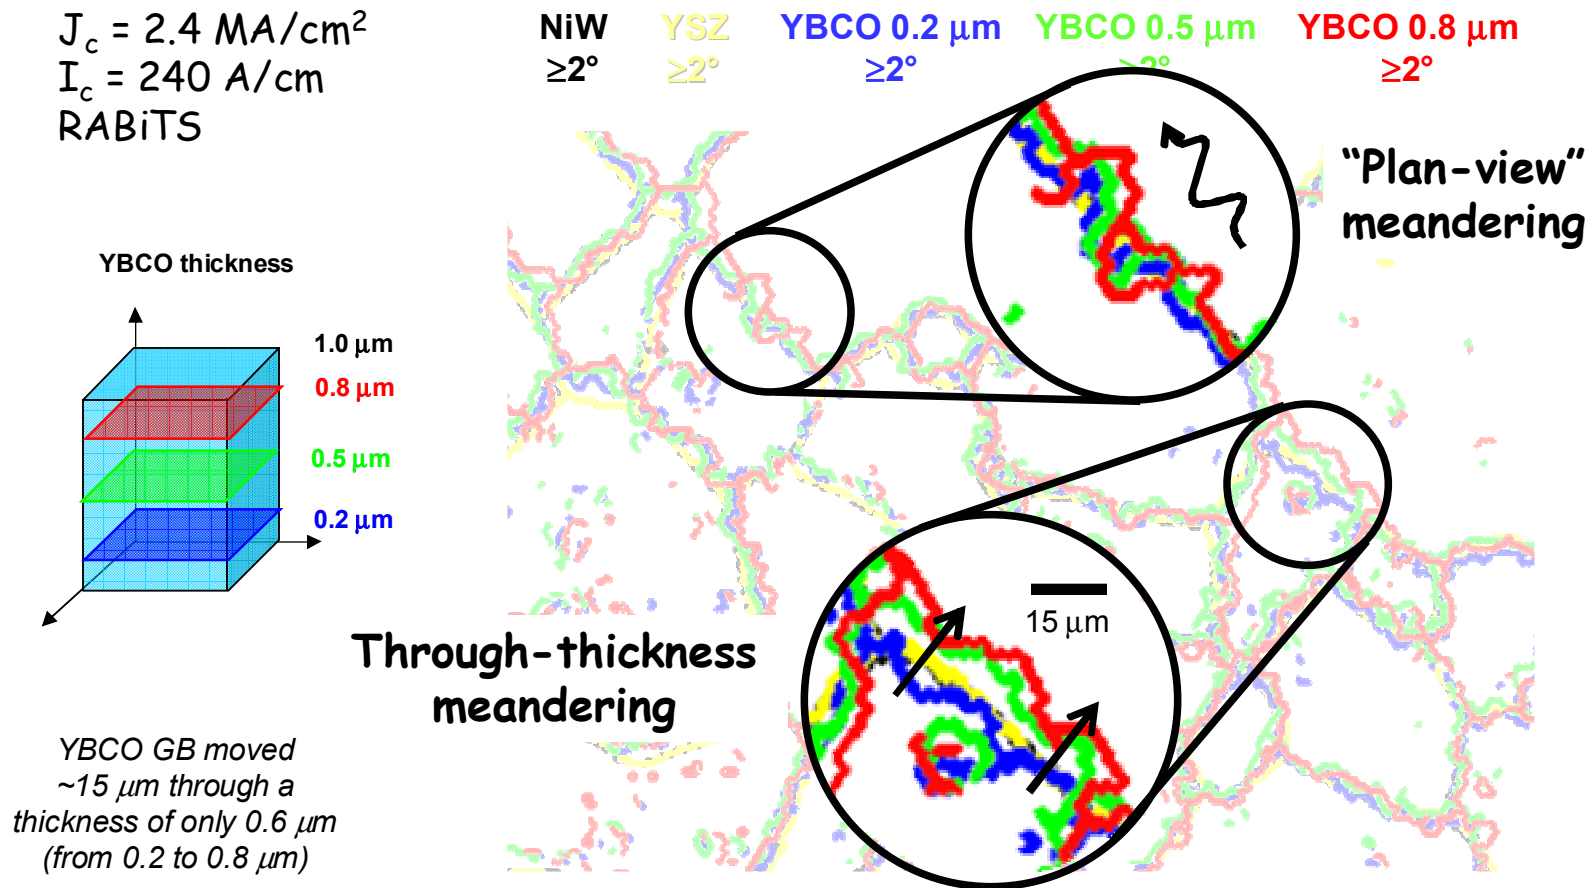 J_c = 2.4 MA/cm²
I_c = 240 A/cm
RABiTS
NiW
≥2°
YSZ
≥2°
YBCO 0.2 μm
≥2°
YBCO 0.5 μm
≥2°
YBCO 0.8 μm
≥2°
“Plan-view”
meandering
YBCO thickness
1.0 μm
0.8 μm
0.5 μm
0.2 μm
15 μm
Through-thickness
meandering
YBCO GB moved
~15 μm through a
thickness of only 0.6 μm
(from 0.2 to 0.8 μm)